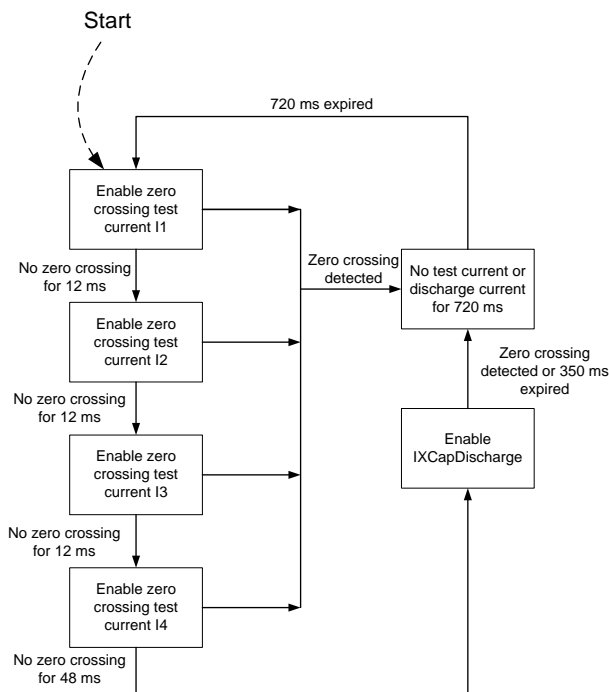 Start
720 ms expired
Enable zero
crossing test
current I1
No zero crossing
for 12 ms
Zero crossing
detected
No test current or
discharge current
for 720 ms
Enable zero
crossing test
current I2
Zero crossing
detected or 350 ms
expired
No zero crossing
for 12 ms
Enable
IXCapDischarge
Enable zero
crossing test
current I3
No zero crossing
for 12 ms
Enable zero
crossing test
current I4
No zero crossing
for 48 ms